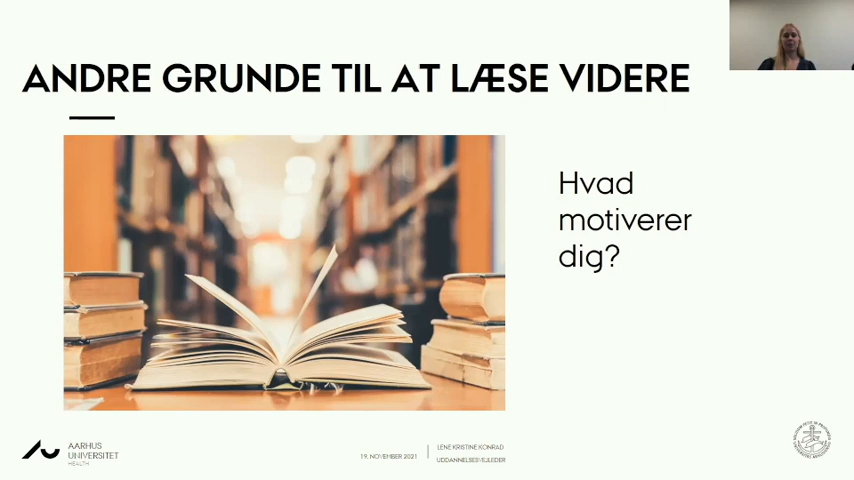 ANDRE GRUNDE TIL AT LÆSE VIDERE
Hvad
motiverer
dig?
AARHUS
UNIVERSITET
HEALTH
19. NOVEMBER 2021
LENE KRISTINE KONRAD
UDDANNELSESVEJLEDER